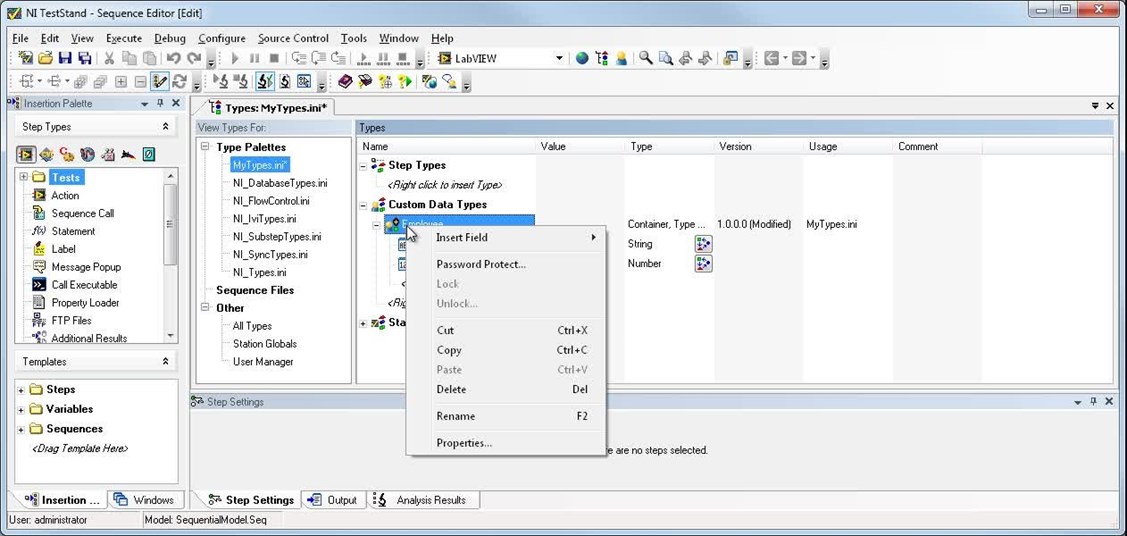 NI TestStand - Sequence Editor [Edit]
File Edit View Execute Debug Configure Source Control Tools Window Help
LabVIEW
Insertion Palette
Types: MyTypes.ini*
Step Types
View Types For:
Types
Type Palettes
Name Value Type Version Usage Comment
MyTypes.ini*
Step Types
Tests
NI_DatabaseTypes.ini
<Right click to insert Type>
Action
NI_FlowControl.ini
Custom Data Types
Sequence Call
NI_IviTypes.ini
Employee
Container, Type ... 1.0.0.0 (Modified) MyTypes.ini
Statement
NI_SubstepTypes.ini
Insert Field
String
Label
NI_SyncTypes.ini
Password Protect...
Number
Message Popup
NI_Types.ini
Lock
Call Executable
Sequence Files
Unlock...
Property Loader
Other
Sta
FTP Files
All Types
Cut Ctrl+X
Additional Results
Station Globals
Copy Ctrl+C
Templates
User Manager
Paste Ctrl+V
Steps
Delete Del
Step Settings
Variables
Rename F2
Sequences
Properties...
e are no steps selected.
<Drag Template Here>
Insertion ... Windows Step Settings Output Analysis Results
User: administrator Model: SequentialModel.Seq